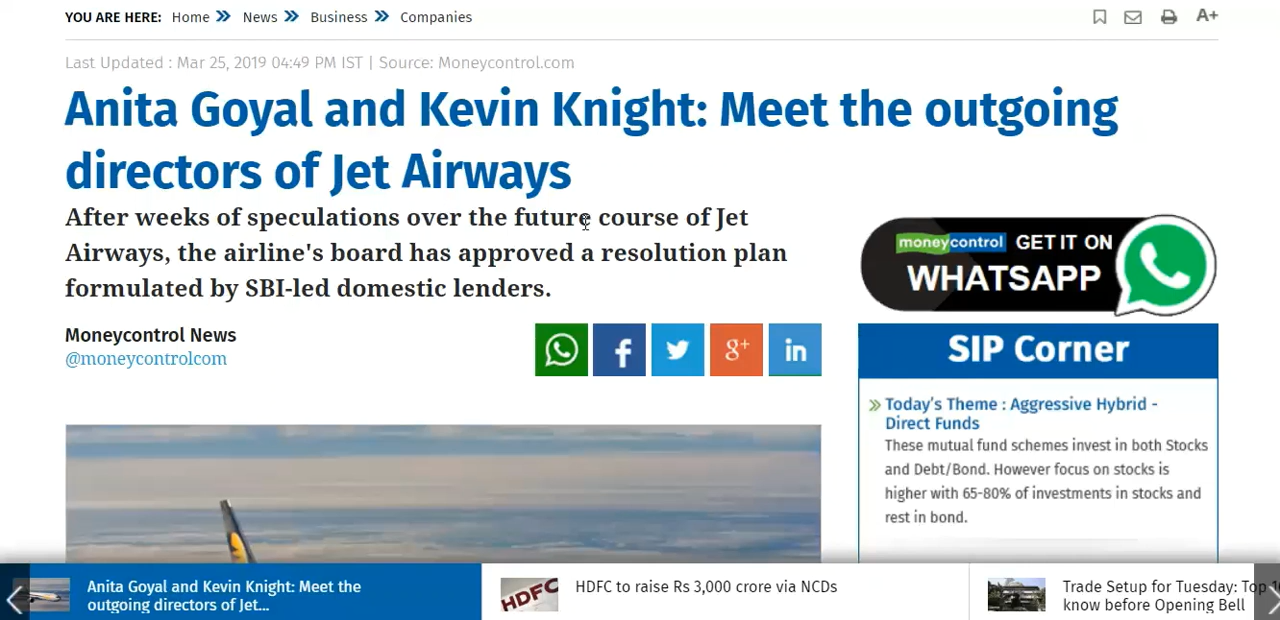 YOU ARE HERE: Home News Business Companies
A+
Last Updated : Mar 25, 2019 04:49 PM IST | Source: Moneycontrol.com
Anita Goyal and Kevin Knight: Meet the outgoing
directors of Jet Airways
After weeks of speculations over the future course of Jet
Airways, the airline's board has approved a resolution plan
formulated by SBI-led domestic lenders.
moneycontrol GET IT ON
WHATSAPP
Moneycontrol News
@moneycontrolcom
f
g+
in
SIP Corner
Today's Theme : Aggressive Hybrid -
Direct Funds
These mutual fund schemes invest in both Stocks
and Debt/Bond. However focus on stocks is
higher with 65-80% of investments in stocks and
rest in bond.
Anita Goyal and Kevin Knight: Meet the
outgoing directors of Jet...
HDFC
HDFC to raise Rs 3,000 crore via NCDs
Trade Setup for Tuesday: Top
know before Opening Bell